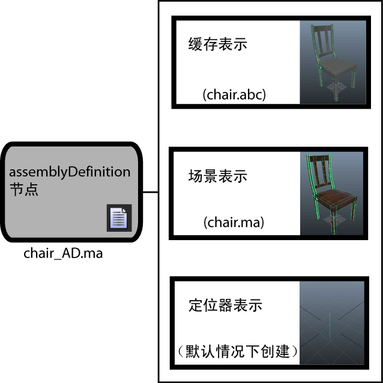 缓存表示
(chair.abc)
assemblyDefinition
节点
chair_AD.ma
场景表示
(chair.ma)
定位器表示
（默认情况下创建）